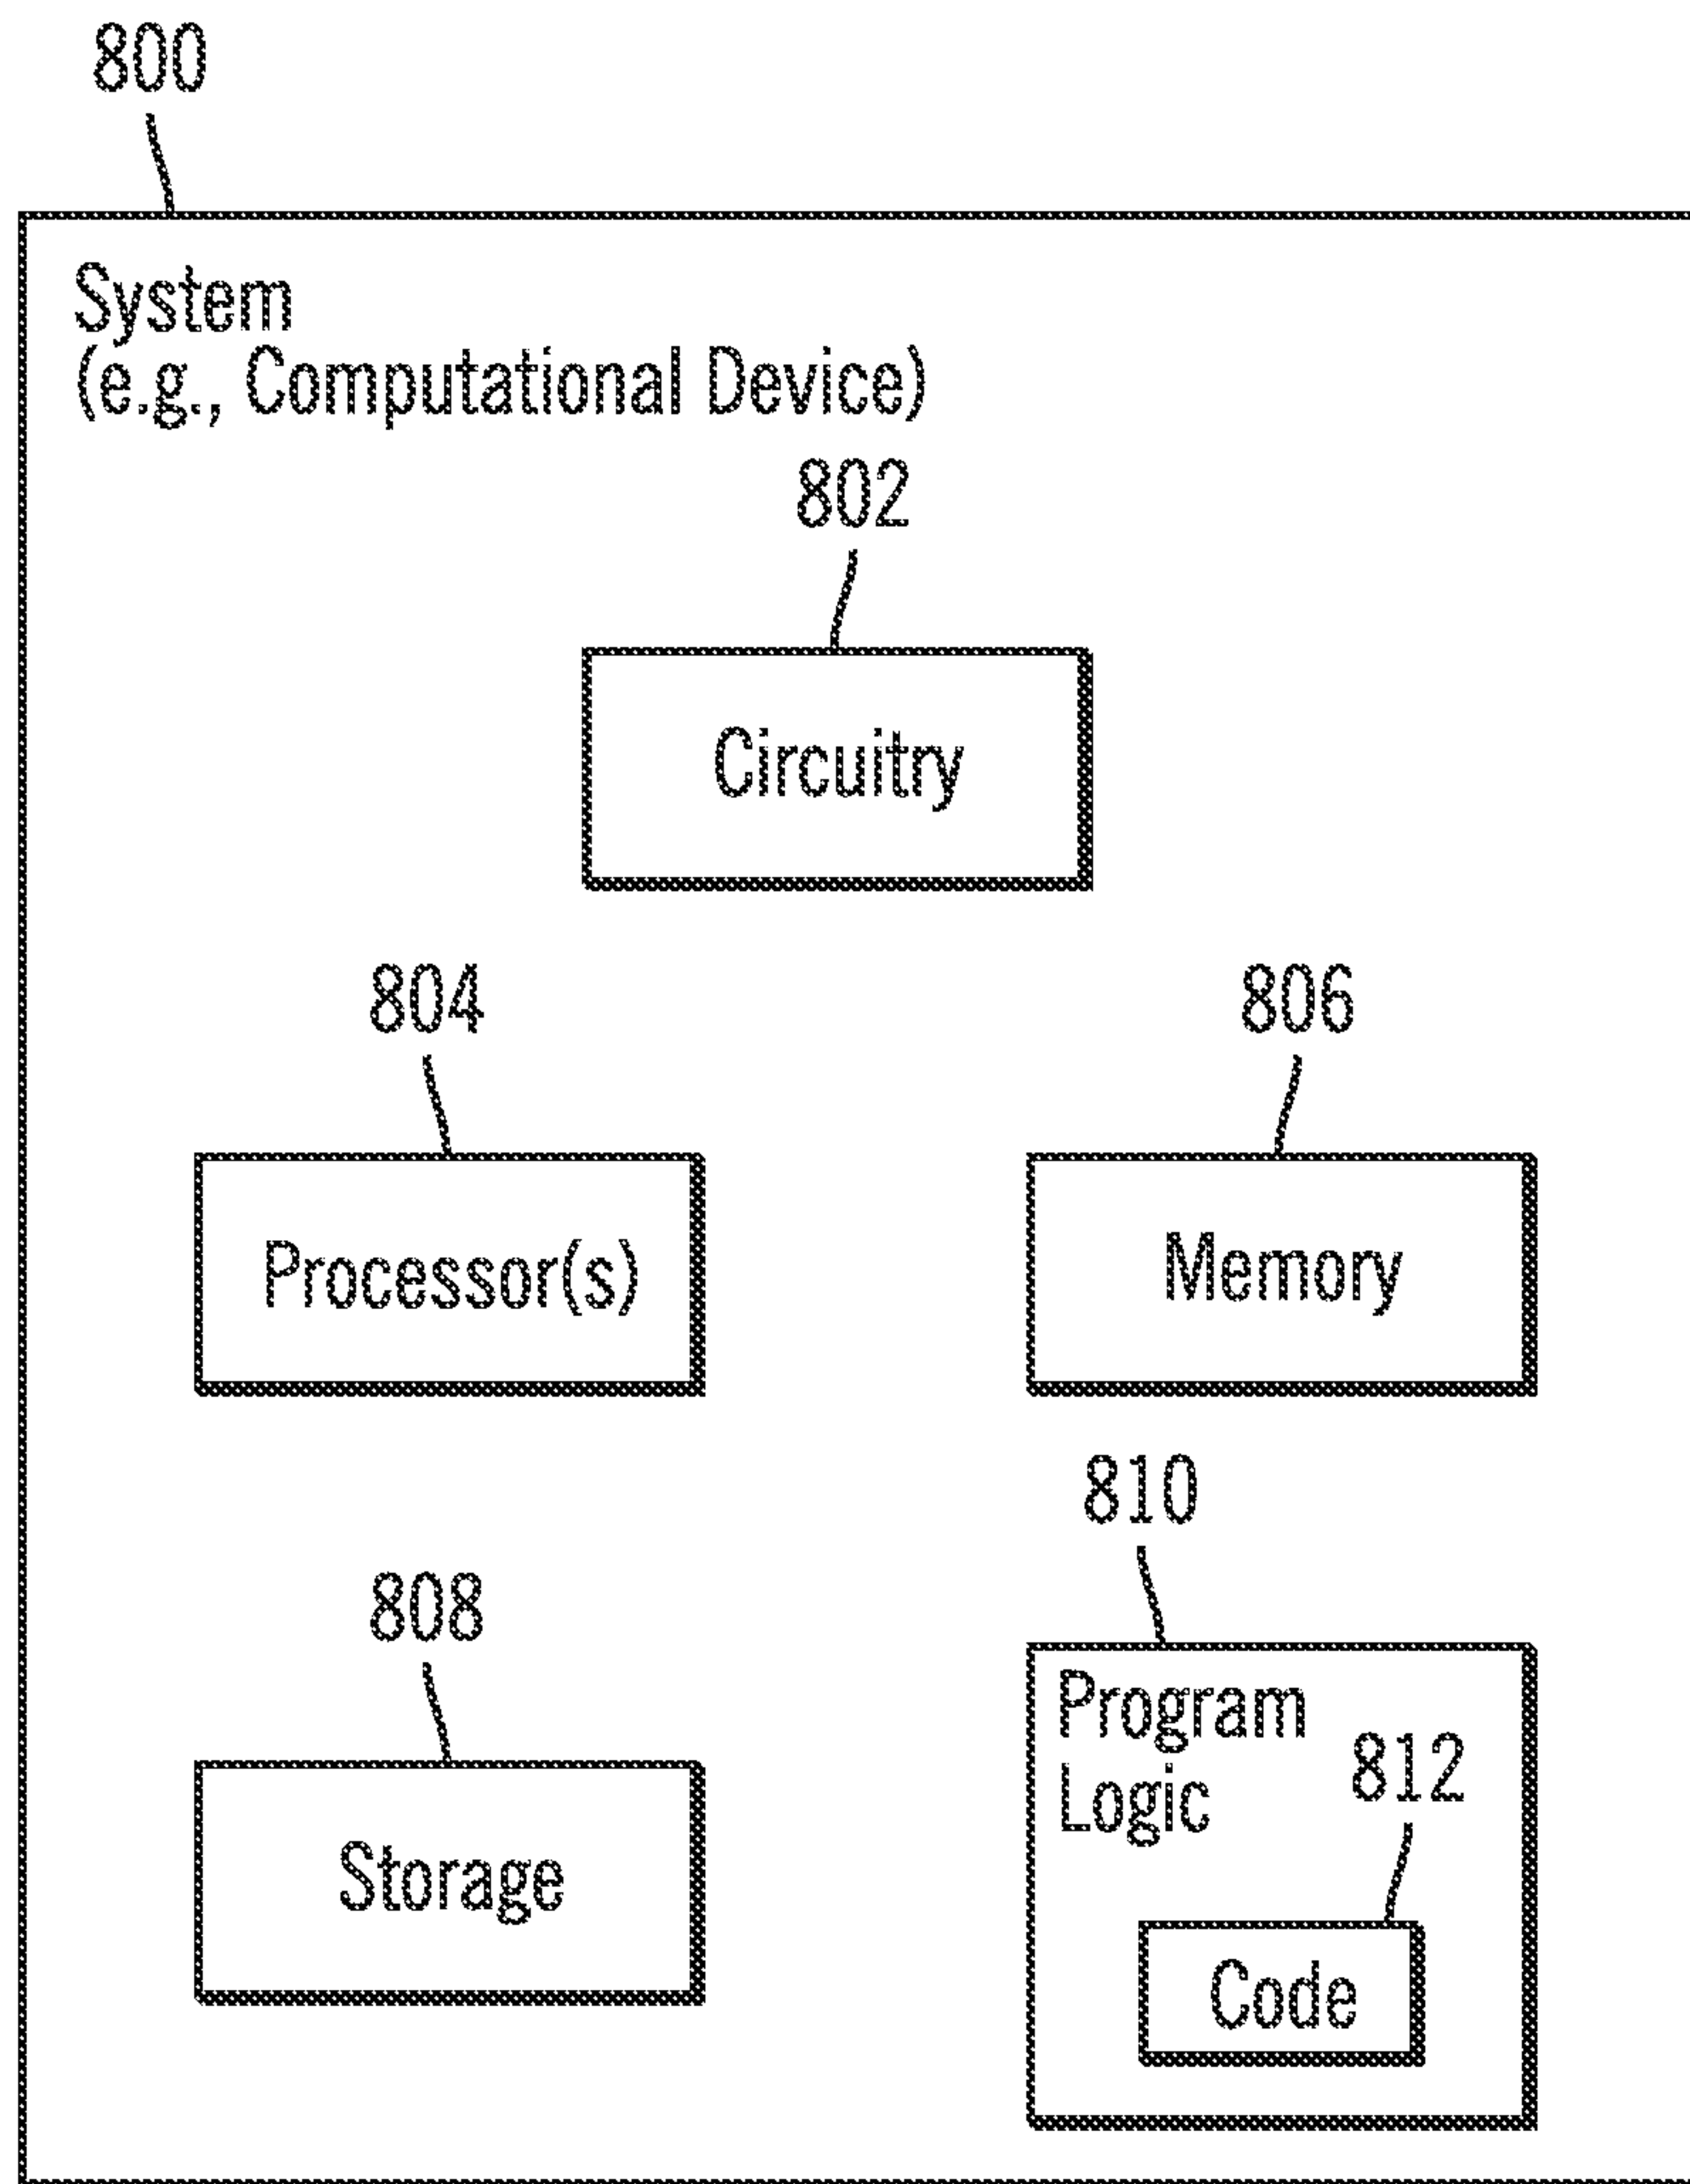 800
System
(e.g., Computational Device)
802
Circuitry
804
806
Processor(s)
Memory
810
808
Program
Logic
812
Storage
Code